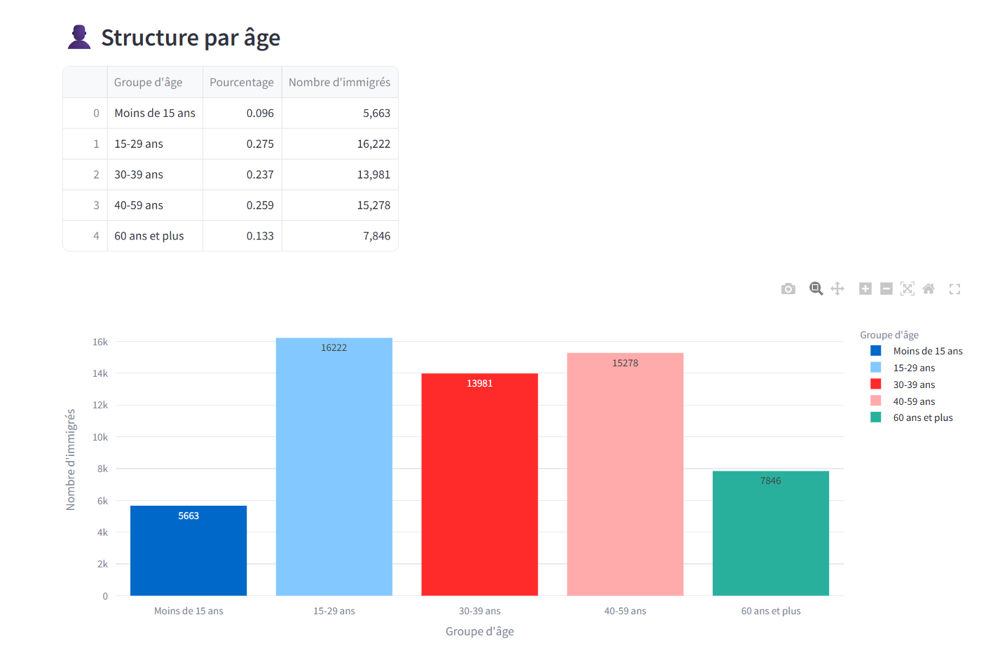 Structure par âge
Groupe d'âge Pourcentage Nombre d'immigrés
0 Moins de 15 ans 0.096 5,663
1 15-29 ans 0.275 16,222
2 30-39 ans 0.237 13,981
3 40-59 ans 0.259 15,278
4 60 ans et plus 0.133 7,846
Nombre d'immigrés
16k
14k
12k
10k
8k
6k
4k
2k
0
5663
16222
13981
15278
7846
Moins de 15 ans 15-29 ans 30-39 ans 40-59 ans 60 ans et plus
Groupe d'âge
Groupe d'âge
Moins de 15 ans
15-29 ans
30-39 ans
40-59 ans
60 ans et plus